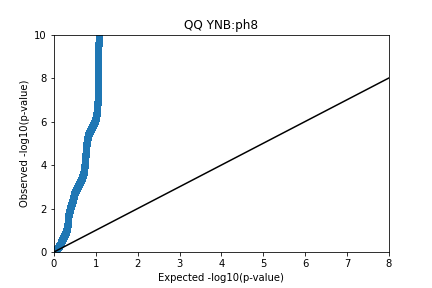 QQ YNB:ph8
Observed -log10(p-value)
10
8
6
4
2
0
0 1 2 3 4 5 6 7 8
Expected -log10(p-value)